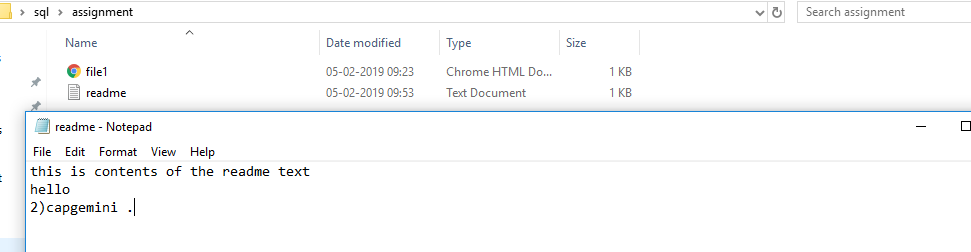 sql > assignment
Search assignment
Name Date modified Type Size
file1 05-02-2019 09:23 Chrome HTML Do... 1 KB
readme 05-02-2019 09:53 Text Document 1 KB
readme - Notepad
File Edit Format View Help
this is contents of the readme text
hello
2)capgemini .